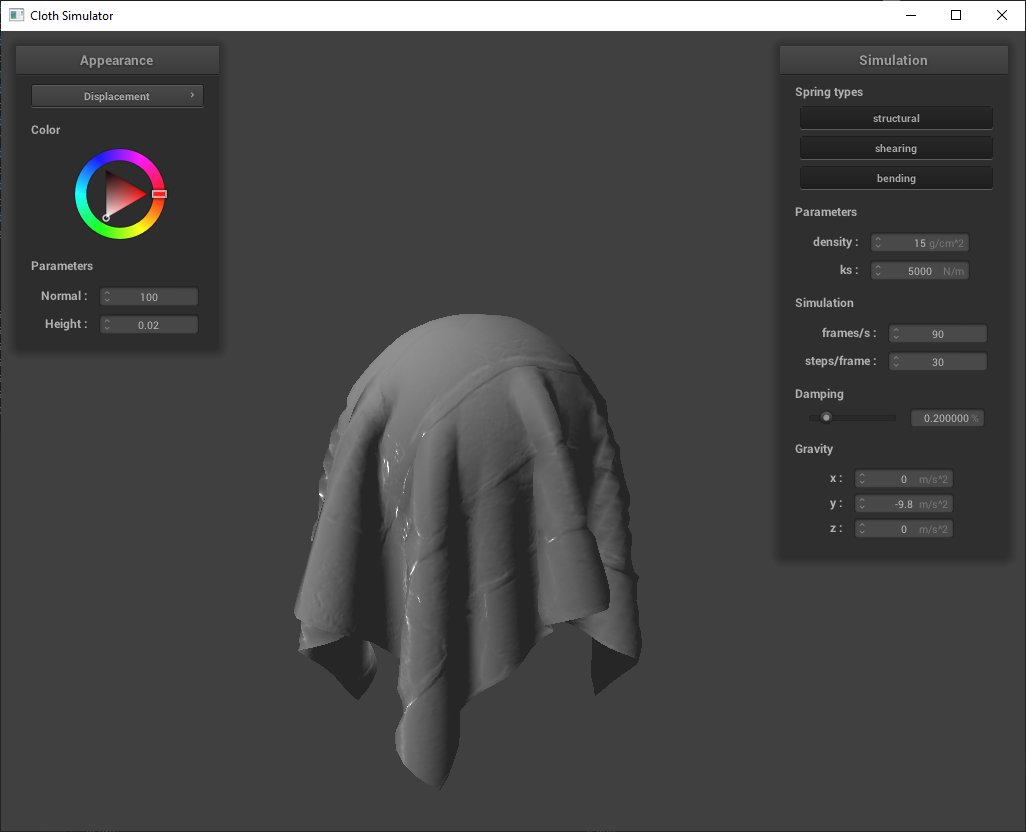 Cloth Simulator
Appearance
Displacement
Color
Parameters
Normal : 100
Height : 0.02
Simulation
Spring types
structural
shearing
bending
Parameters
density : 15 g/cm^2
ks : 5000 N/m
Simulation
frames/s : 90
steps/frame : 30
Damping
0.200000 %
Gravity
x : 0 m/s^2
y : -9.8 m/s^2
z : 0 m/s^2